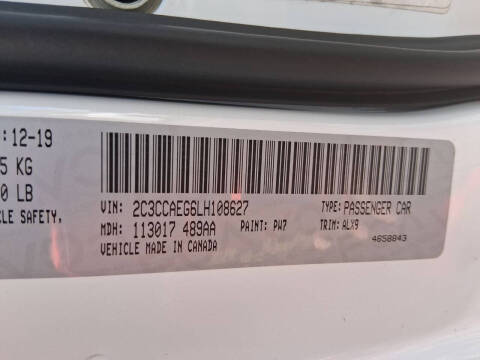 : 12-19
5 KG
0 LB
CLE SAFETY,
VIN: 2C3CCAEG6LH108627 TYPE: PASSENGER CAR
MDH: 113017 489AA PAINT: PW7 TRIM: ALX9
VEHICLE MADE IN CANADA 4658843